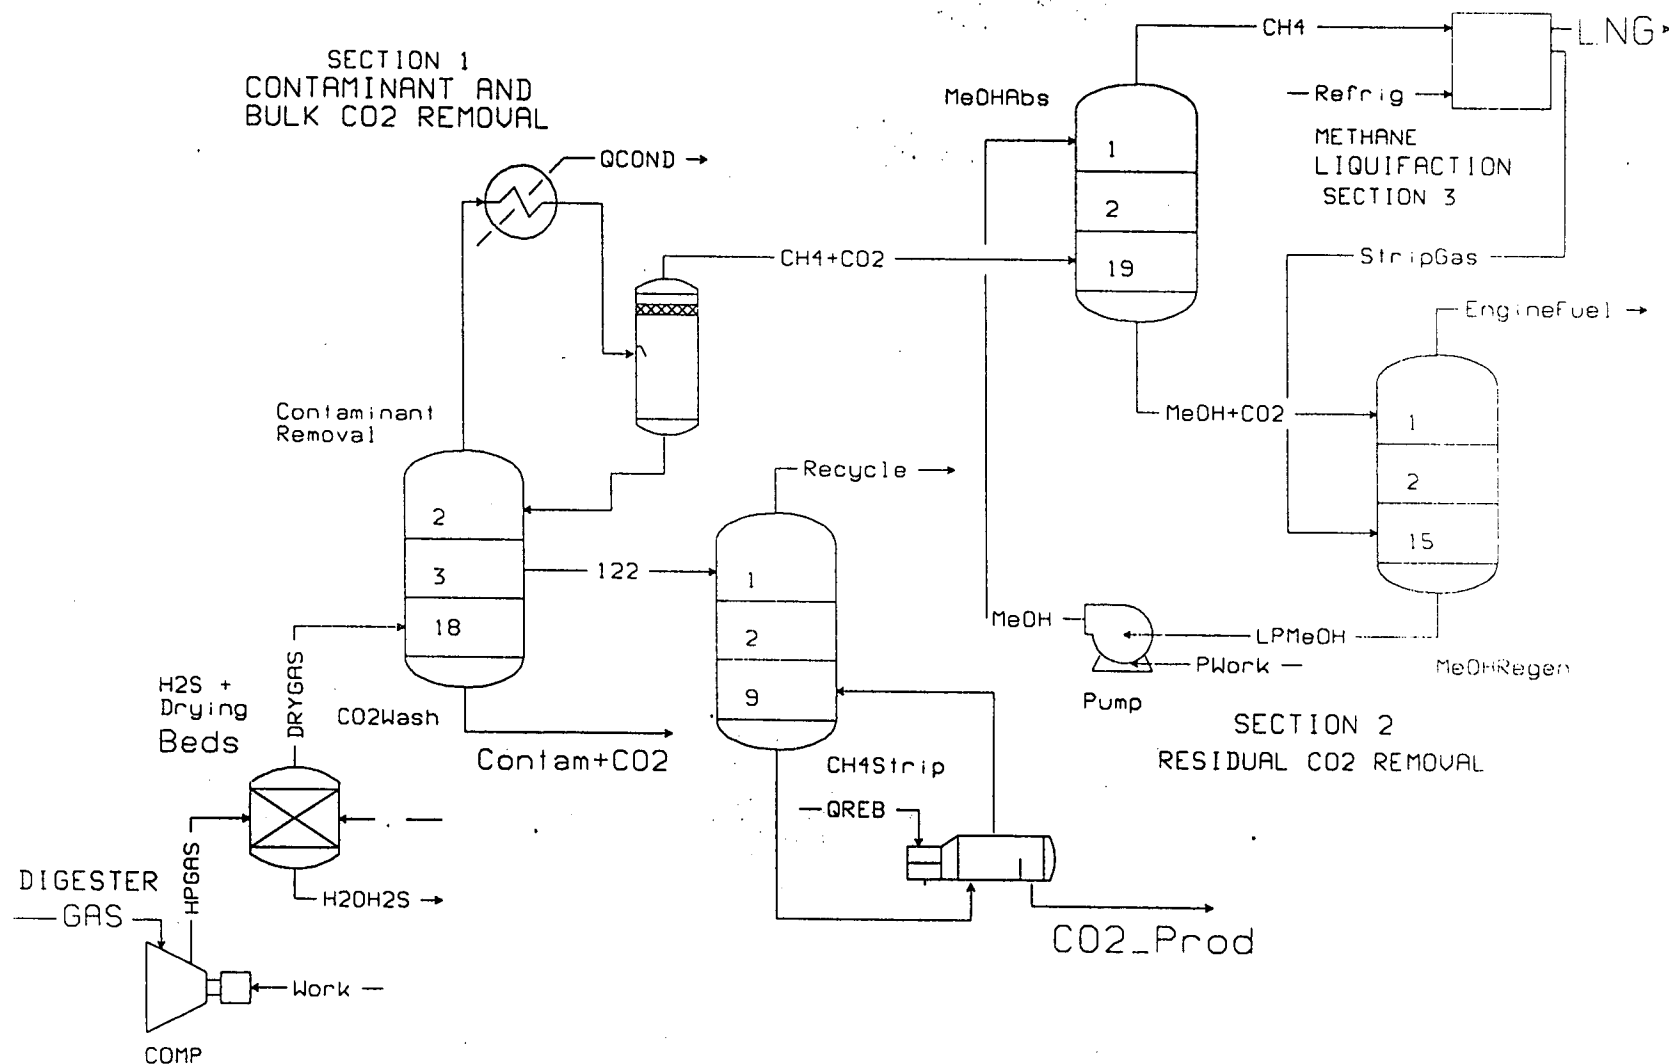 SECTION 1
CONTAMINANT AND
BULK CO2 REMOVAL
QCOND
CH4
LNG
MeOHAbs
Refrig
METHANE
LIQUIFACTION
SECTION 3
1
2
19
CH4+CO2
StripGas
EngineFuel
Contaminant
Removal
MeOH+CO2
1
2
15
Recycle
2
3
18
122
1
2
9
MeOH
LPMeOH
PWork
Pump
MeOHRegen
SECTION 2
RESIDUAL CO2 REMOVAL
H2S +
Drying
Beds
DRYGAS
CO2Wash
Contam+CO2
CH4Strip
QREB
HPGAS
DIGESTER
GAS
H2OH2S
CO2_Prod
Work
COMP